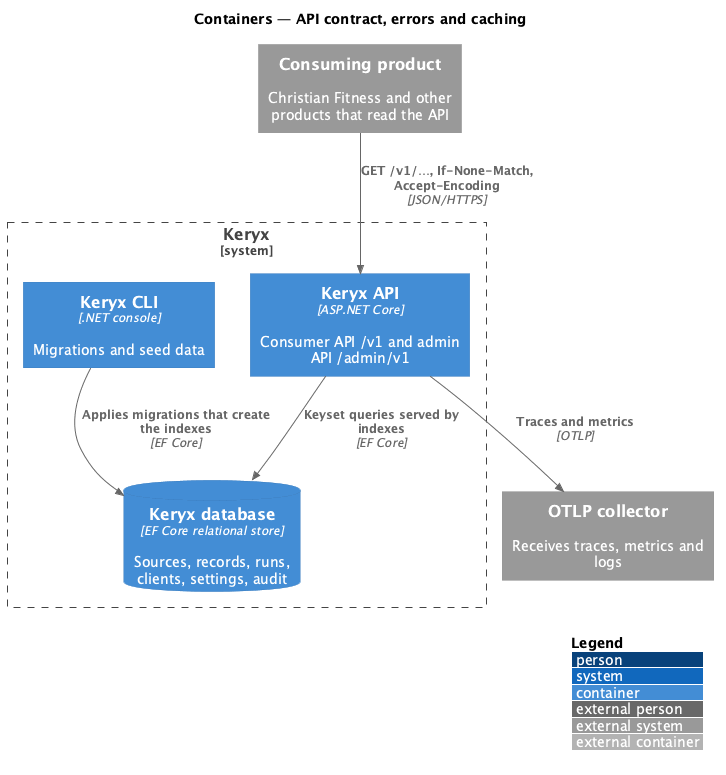 Containers — API contract, errors and caching
Consuming product
Christian Fitness and other
products that read the API
GET /v1/..., If-None-Match,
Accept-Encoding
[JSON/HTTPS]
Keryx
[system]
Keryx CLI
[.NET console]
Migrations and seed data
Keryx API
[ASP.NET Core]
Consumer API /v1 and admin
API /admin/v1
Applies migrations that create
the indexes
[EF Core]
Keyset queries served by
indexes
[EF Core]
Traces and metrics
[OTLP]
Keryx database
[EF Core relational store]
Sources, records, runs,
clients, settings, audit
OTLP collector
Receives traces, metrics and
logs
Legend
person
system
container
external person
external system
external container